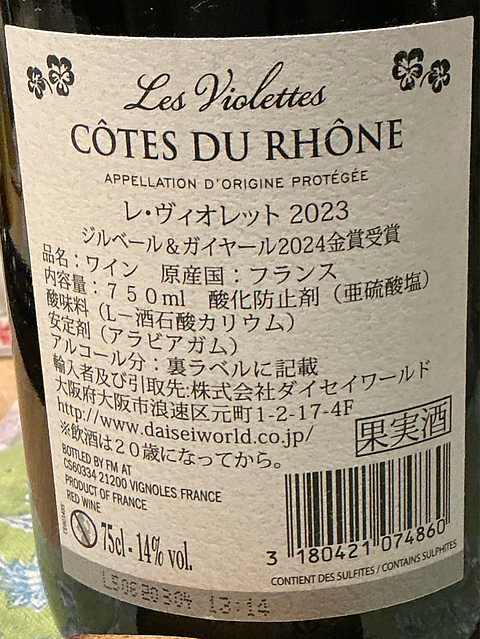 Les Violettes
CÔTES DU RHÔNE
APPELLATION D'ORIGINE PROTÉGÉE
レ・ヴィオレット 2023
ジルベール＆ガイヤール2024金賞受賞
品名：ワイン　原産国：フランス
内容量：７５０ml　酸化防止剤（亜硫酸塩）
酸味料（L－酒石酸カリウム）
安定剤（アラビアガム）
アルコール分：裏ラベルに記載
輸入者及び引取先:株式会社ダイセイワールド
大阪府大阪市浪速区元町1-2-17-4F
http://www.daiseiworld.co.jp/
※飲酒は２０歳になってから。
果実酒
BOTTLED BY FM AT
CS60334 21200 VIGNOLES FRANCE
PRODUCT OF FRANCE
RED WINE
75cl - 14% vol.
3 180421 074860
CONTIENT DES SULFITES / CONTAINS SULPHITES
13:14